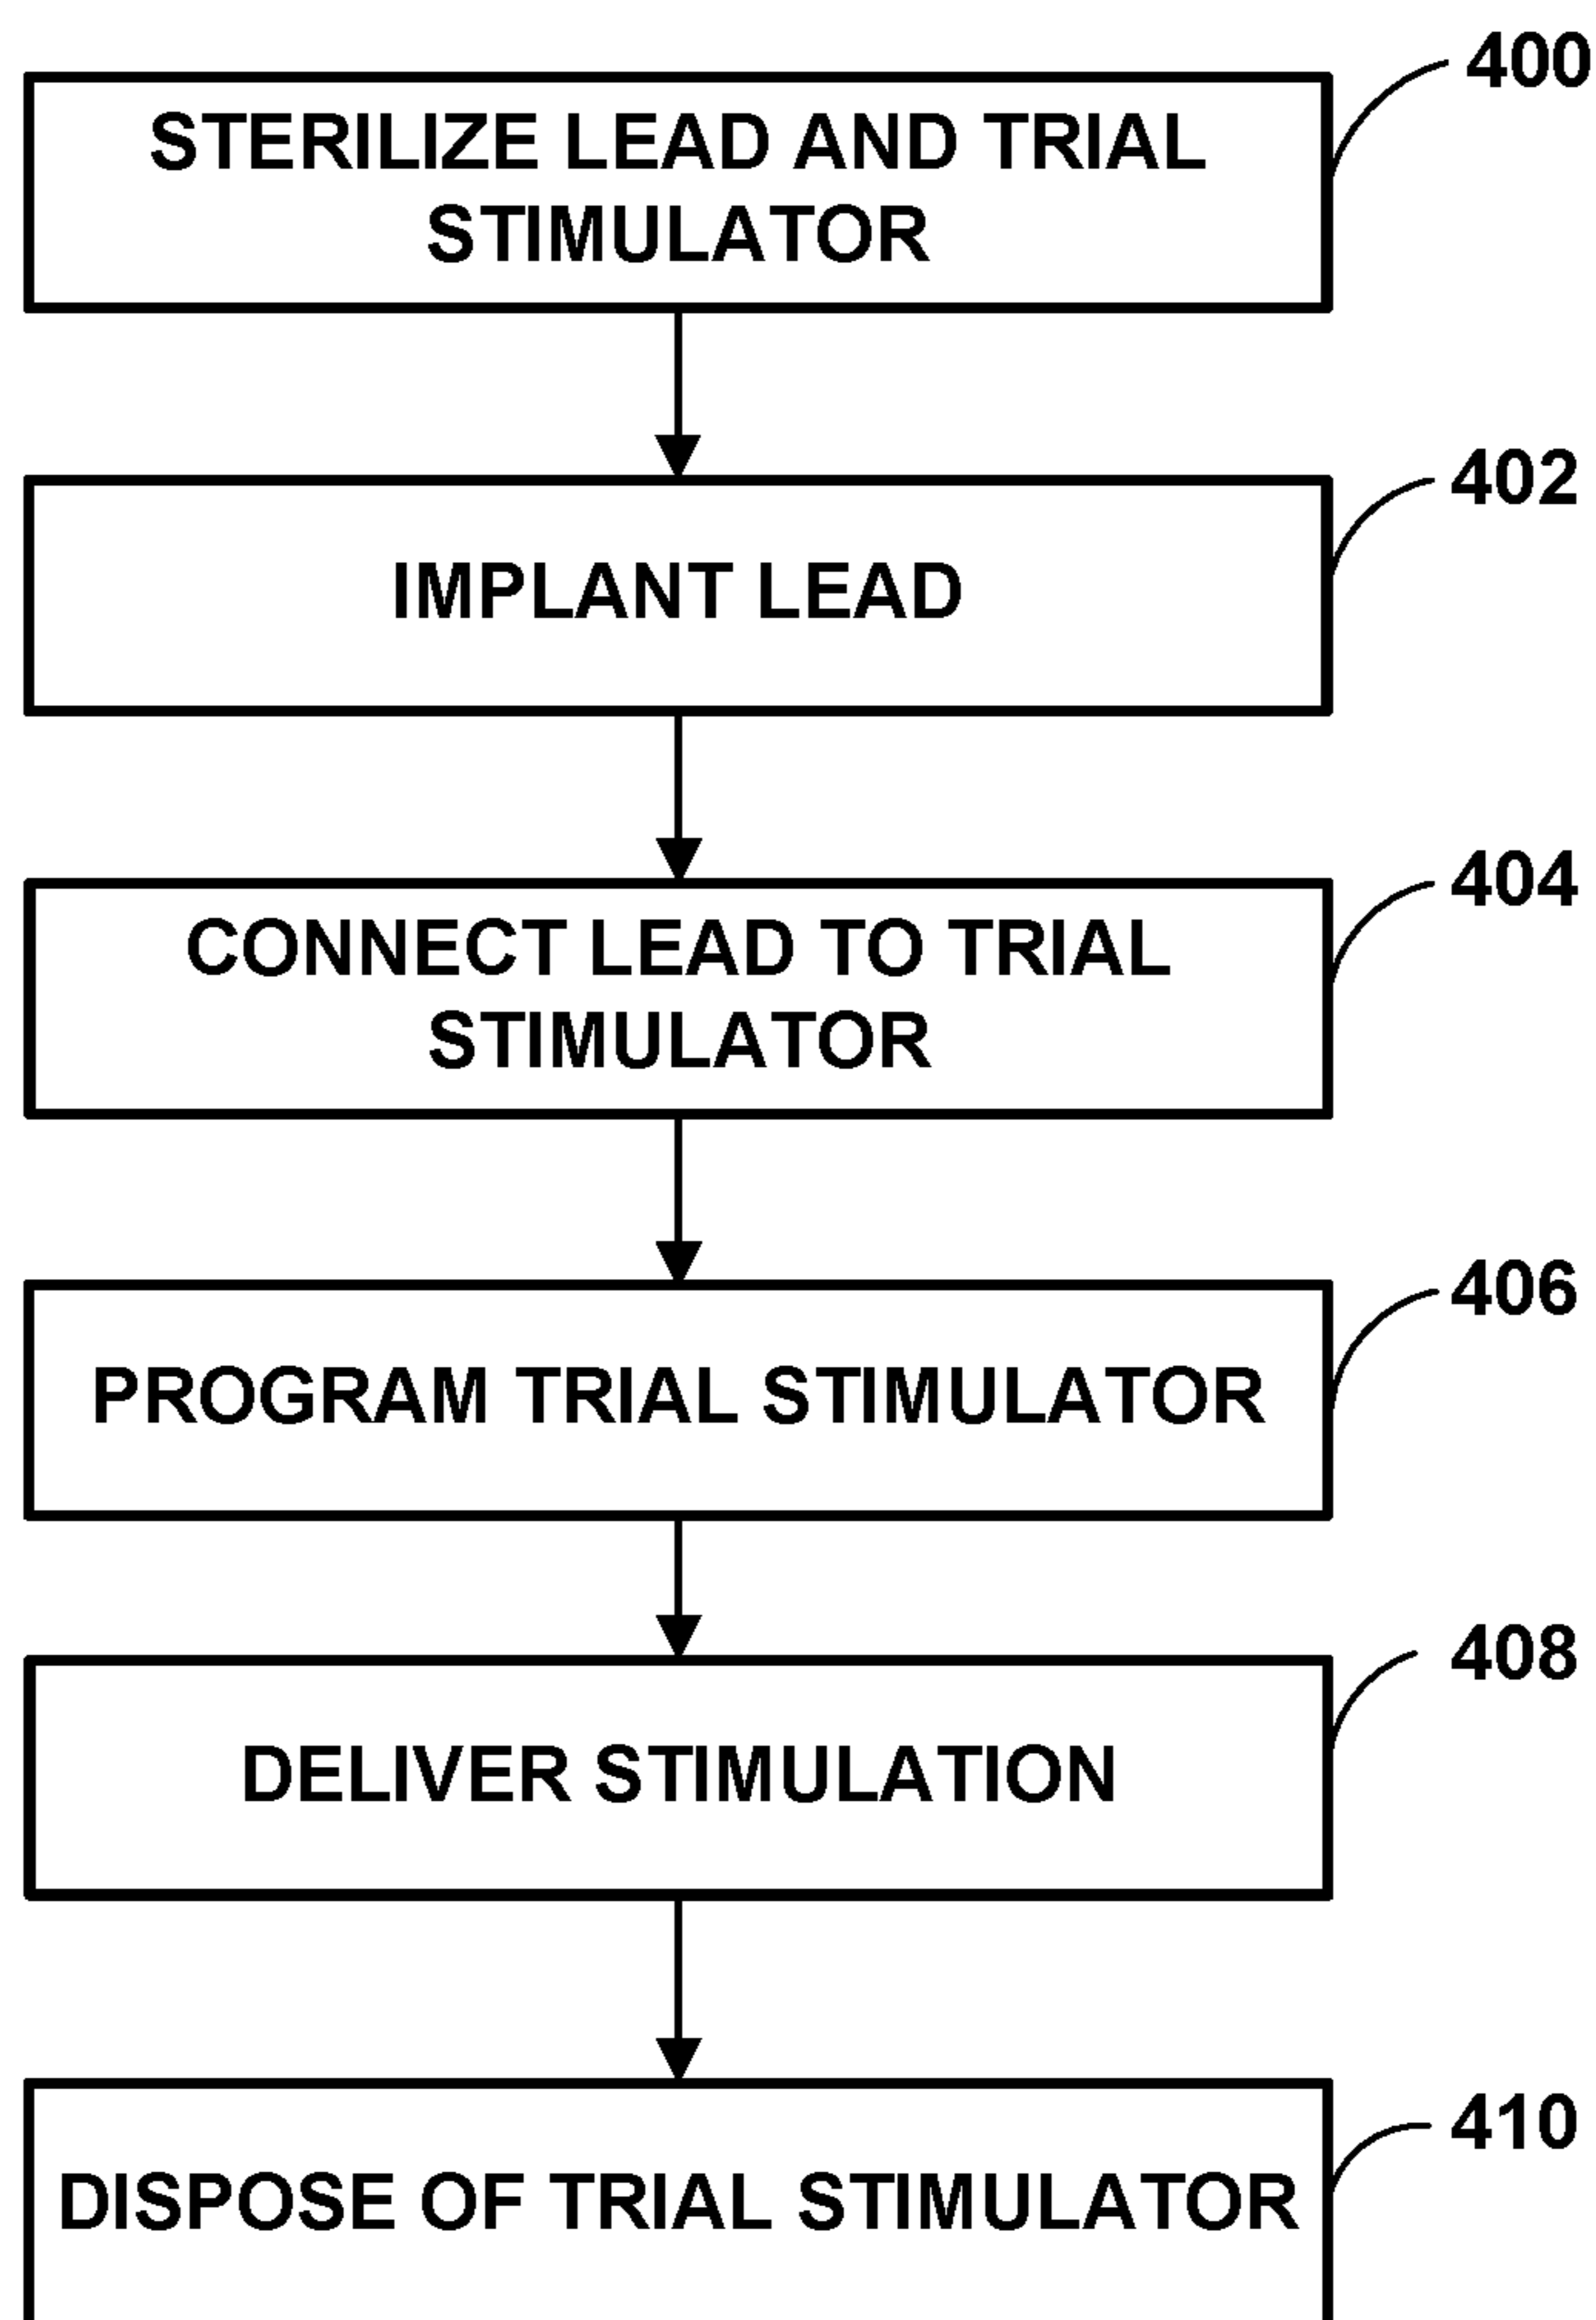 400
STERILIZE LEAD AND TRIAL
STIMULATOR
402
IMPLANT LEAD
404
CONNECT LEAD TO TRIAL
STIMULATOR
406
PROGRAM TRIAL STIMULATOR
408
DELIVER STIMULATION
410
DISPOSE OF TRIAL STIMULATOR